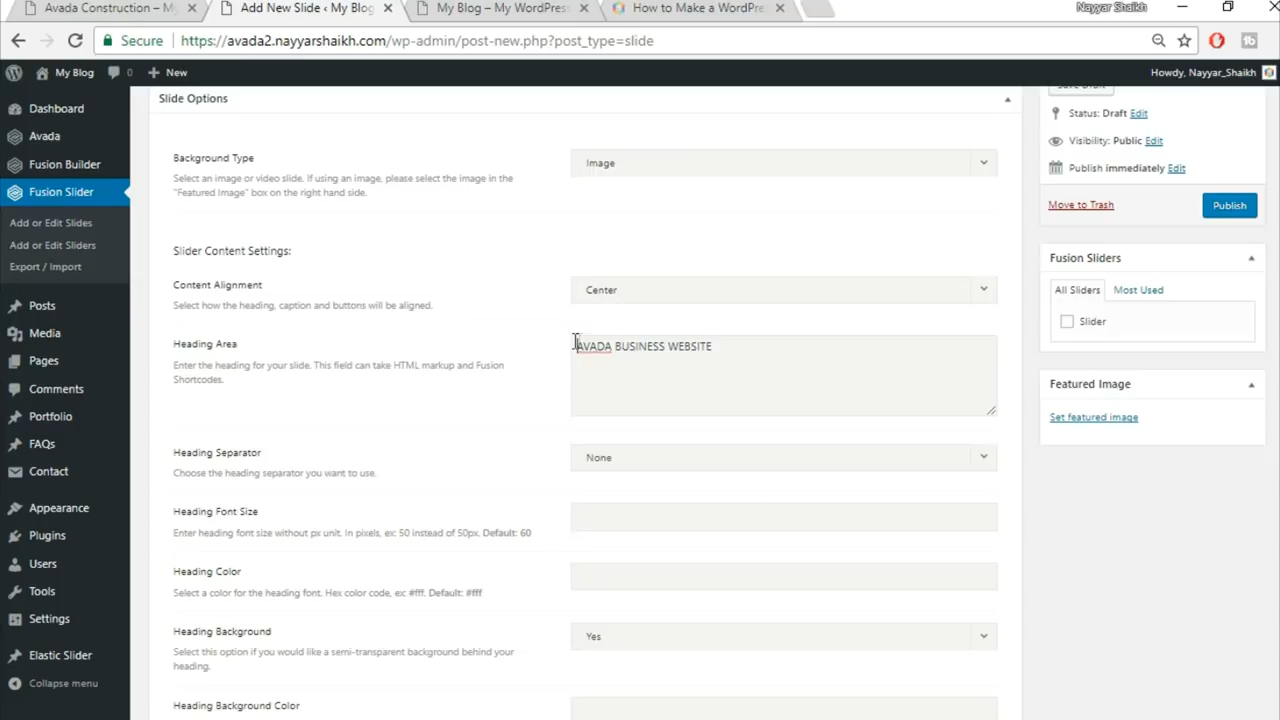 Avada Construction – M
Add New Slide ‹ My Blog
My Blog – My WordPress
How to Make a WordPre
Nayyar Shaikh
Secure
https://avada2.nayyarshaikh.com/wp-admin/post-new.php?post_type=slide
My Blog
0
New
Howdy, Nayyar_Shaikh
Dashboard
Avada
Fusion Builder
Fusion Slider
Add or Edit Slides
Add or Edit Sliders
Export / Import
Posts
Media
Pages
Comments
Portfolio
FAQs
Contact
Appearance
Plugins
Users
Tools
Settings
Elastic Slider
Collapse menu
Slide Options
Background Type
Select an image or video slide. If using an image, please select the image in the
"Featured Image" box on the right hand side.
Image
Slider Content Settings:
Content Alignment
Select how the heading, caption and buttons will be aligned.
Center
Heading Area
Enter the heading for your slide. This field can take HTML markup and Fusion
Shortcodes.
AVADA BUSINESS WEBSITE
Heading Separator
Choose the heading separator you want to use.
None
Heading Font Size
Enter heading font size without px unit. In pixels, ex: 50 instead of 50px. Default: 60
Heading Color
Select a color for the heading font. Hex color code, ex: #fff. Default: #fff
Heading Background
Select this option if you would like a semi-transparent background behind your
heading.
Yes
Heading Background Color
Save Draft
Status: Draft Edit
Visibility: Public Edit
Publish immediately Edit
Move to Trash
Publish
Fusion Sliders
All Sliders
Most Used
Slider
Featured Image
Set featured image